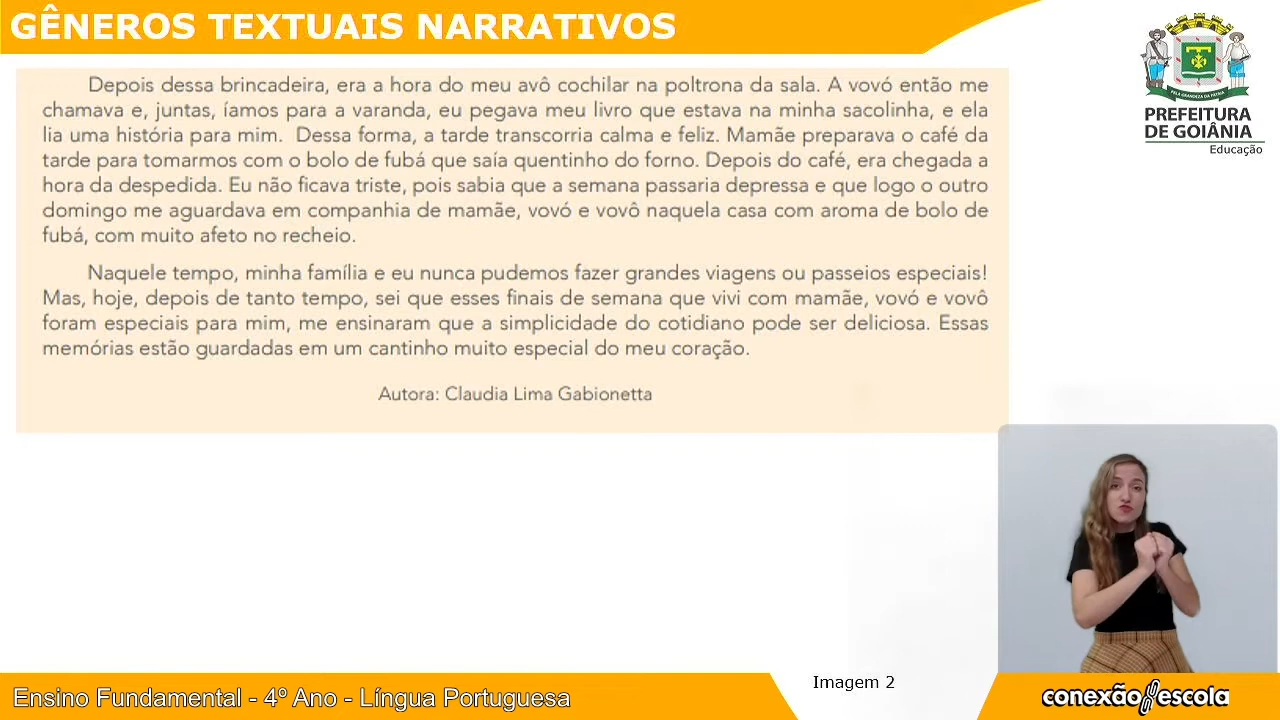 GÊNEROS TEXTUAIS NARRATIVOS
Depois dessa brincadeira, era a hora do meu avô cochilar na poltrona da sala. A vovó então me
chamava e, juntas, íamos para a varanda, eu pegava meu livro que estava na minha sacolinha, e ela
lia uma história para mim. Dessa forma, a tarde transcorria calma e feliz. Mamãe preparava o café da
tarde para tomarmos com o bolo de fubá que saía quentinho do forno. Depois do café, era chegada a
hora da despedida. Eu não ficava triste, pois sabia que a semana passaria depressa e que logo o outro
domingo me aguardava em companhia de mamãe, vovó e vovô naquela casa com aroma de bolo de
fubá, com muito afeto no recheio.
Naquele tempo, minha família e eu nunca pudemos fazer grandes viagens ou passeios especiais!
Mas, hoje, depois de tanto tempo, sei que esses finais de semana que vivi com mamãe, vovó e vovô
foram especiais para mim, me ensinaram que a simplicidade do cotidiano pode ser deliciosa. Essas
memórias estão guardadas em um cantinho muito especial do meu coração.
Autora: Claudia Lima Gabionetta
PELA GRANDEZA DA PATRIA
PREFEITURA
DE GOIÂNIA
Educação
Imagem 2
Ensino Fundamental - 4º Ano - Língua Portuguesa
conexão escola